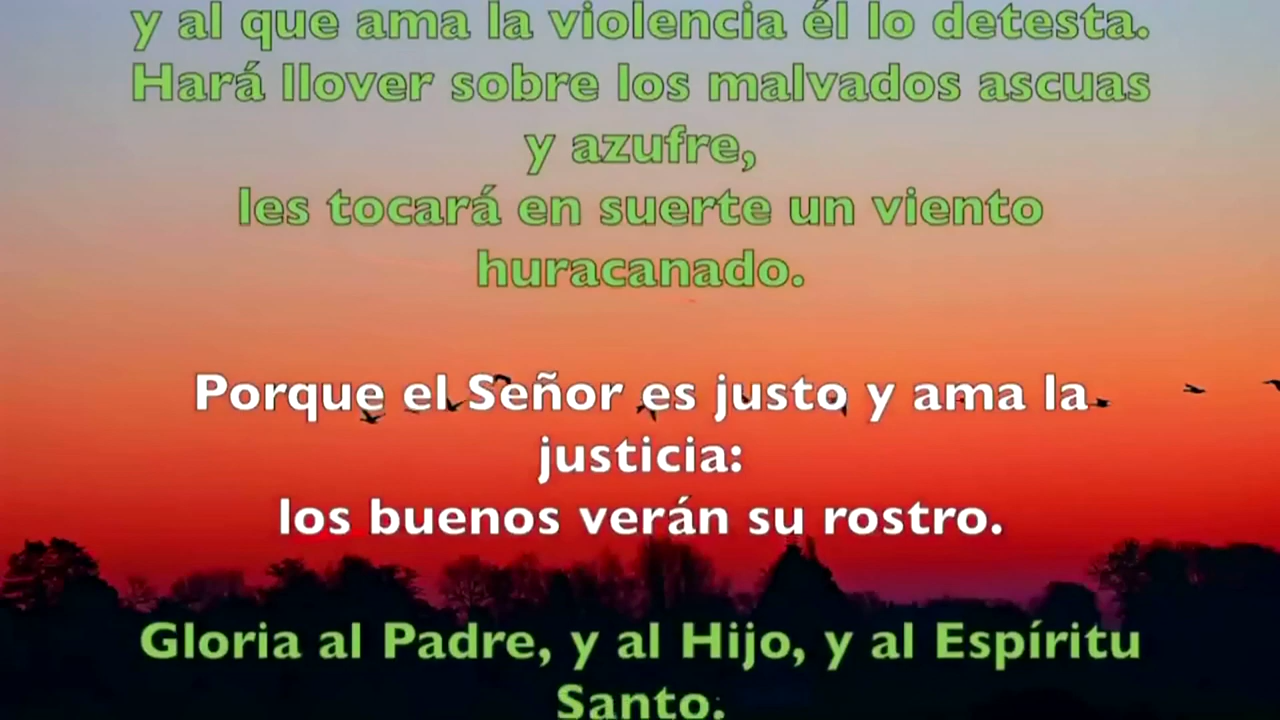 y al que ama la violencia él lo detesta.
Hará llover sobre los malvados ascuas
y azufre,
les tocará en suerte un viento
huracanado.
Porque el Señor es justo y ama la
justicia:
los buenos verán su rostro.
Gloria al Padre, y al Hijo, y al Espíritu
Santo.